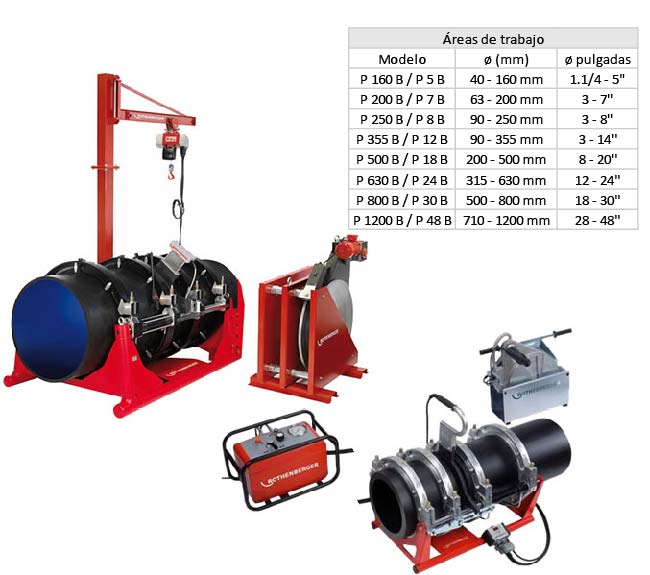 Áreas de trabajo
Modelo ø (mm) ø pulgadas
P 160 B / P 5 B 40 - 160 mm 1.1/4 - 5"
P 200 B / P 7 B 63 - 200 mm 3 - 7"
P 250 B / P 8 B 90 - 250 mm 3 - 8"
P 355 B / P 12 B 90 - 355 mm 3 - 14"
P 500 B / P 18 B 200 - 500 mm 8 - 20"
P 630 B / P 24 B 315 - 630 mm 12 - 24"
P 800 B / P 30 B 500 - 800 mm 18 - 30"
P 1200 B / P 48 B 710 - 1200 mm 28 - 48"
ROTHENBERGER
ROTHENBERGER
ROTHENBERGER
ROTHENBERGER
ROTHENBERGER